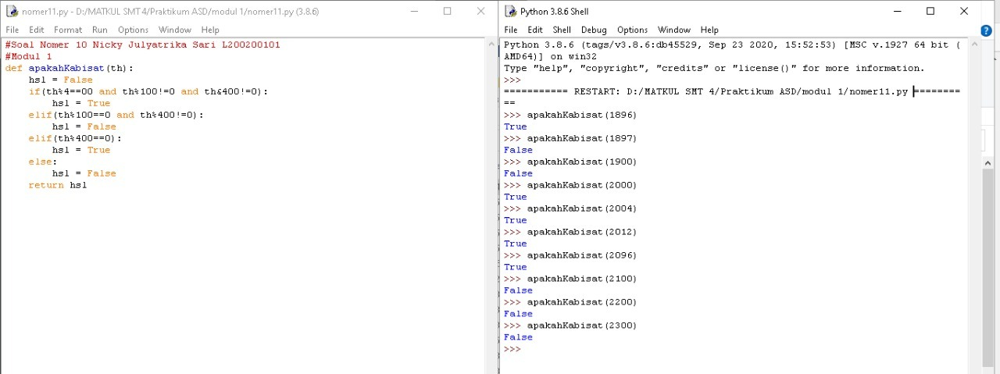 nomer11.py - D:/MATKUL SMT 4/Praktikum ASD/modul 1/nomer11.py (3.8.6)
File Edit Format Run Options Window Help
#Soal Nomer 10 Nicky Julyatrika Sari L200200101
#Modul 1
def apakahKabisat(th):
    hsl = False
    if(th%4==00 and th%100!=0 and th&400!=0):
        hsl = True
    elif(th%100==0 and th%400!=0):
        hsl = False
    elif(th%400==0):
        hsl = True
    else:
        hsl = False
    return hsl
Python 3.8.6 Shell
File Edit Shell Debug Options Window Help
Python 3.8.6 (tags/v3.8.6:db45529, Sep 23 2020, 15:52:53) [MSC v.1927 64 bit (
AMD64)] on win32
Type "help", "copyright", "credits" or "license()" for more information.
>>>
=========== RESTART: D:/MATKUL SMT 4/Praktikum ASD/modul 1/nomer11.py ========
==
>>> apakahKabisat(1896)
True
>>> apakahKabisat(1897)
False
>>> apakahKabisat(1900)
False
>>> apakahKabisat(2000)
True
>>> apakahKabisat(2004)
True
>>> apakahKabisat(2012)
True
>>> apakahKabisat(2096)
True
>>> apakahKabisat(2100)
False
>>> apakahKabisat(2200)
False
>>> apakahKabisat(2300)
False
>>>